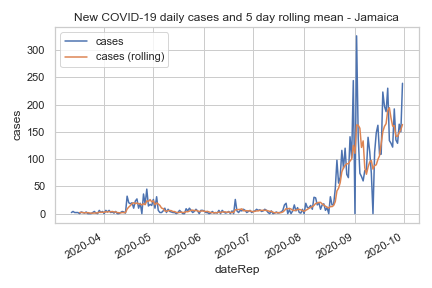 New COVID-19 daily cases and 5 day rolling mean - Jamaica
cases
cases (rolling)
cases
300
250
200
150
100
50
0
2020-04
2020-05
2020-06
2020-07
2020-08
2020-09
2020-10
dateRep